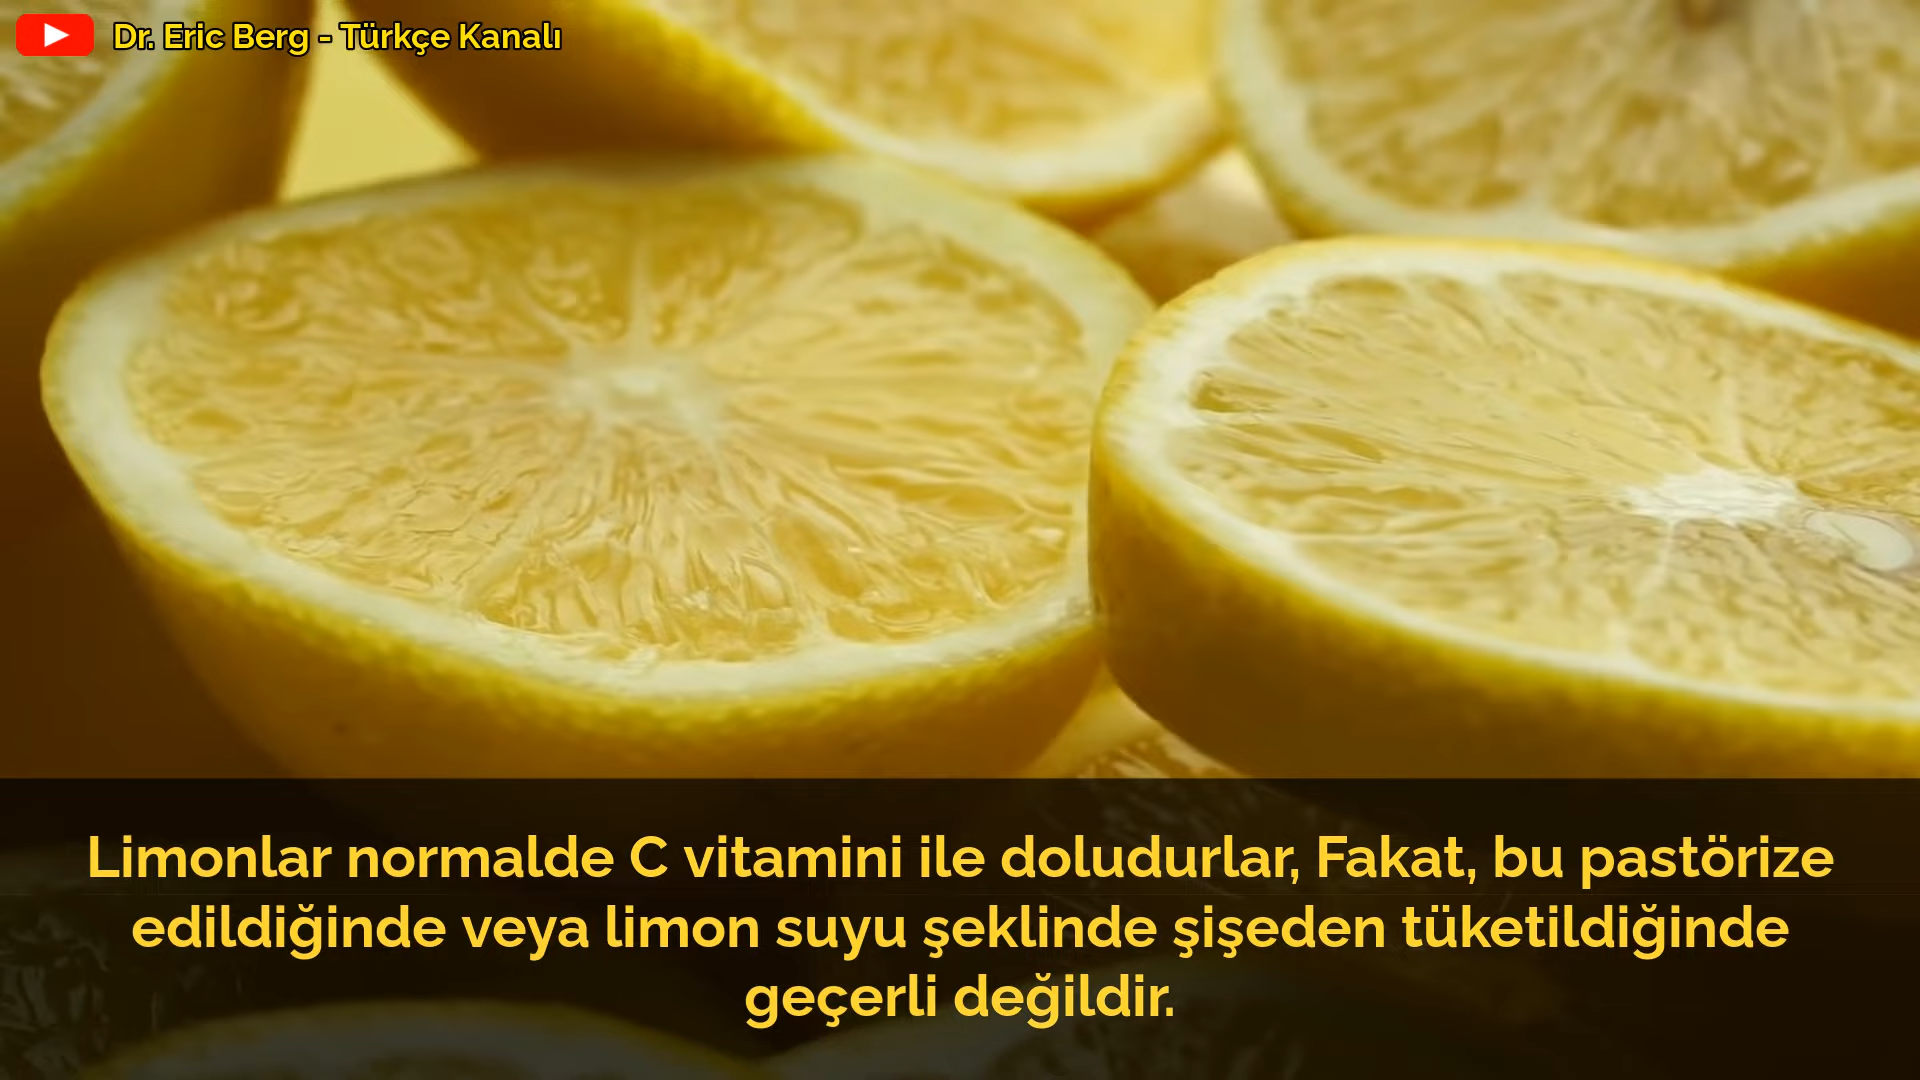 Dr. Eric Berg - Türkçe Kanalı
Limonlar normalde C vitamini ile doludurlar, Fakat, bu pastörize
edildiğinde veya limon suyu şeklinde şişeden tüketildiğinde
geçerli değildir.